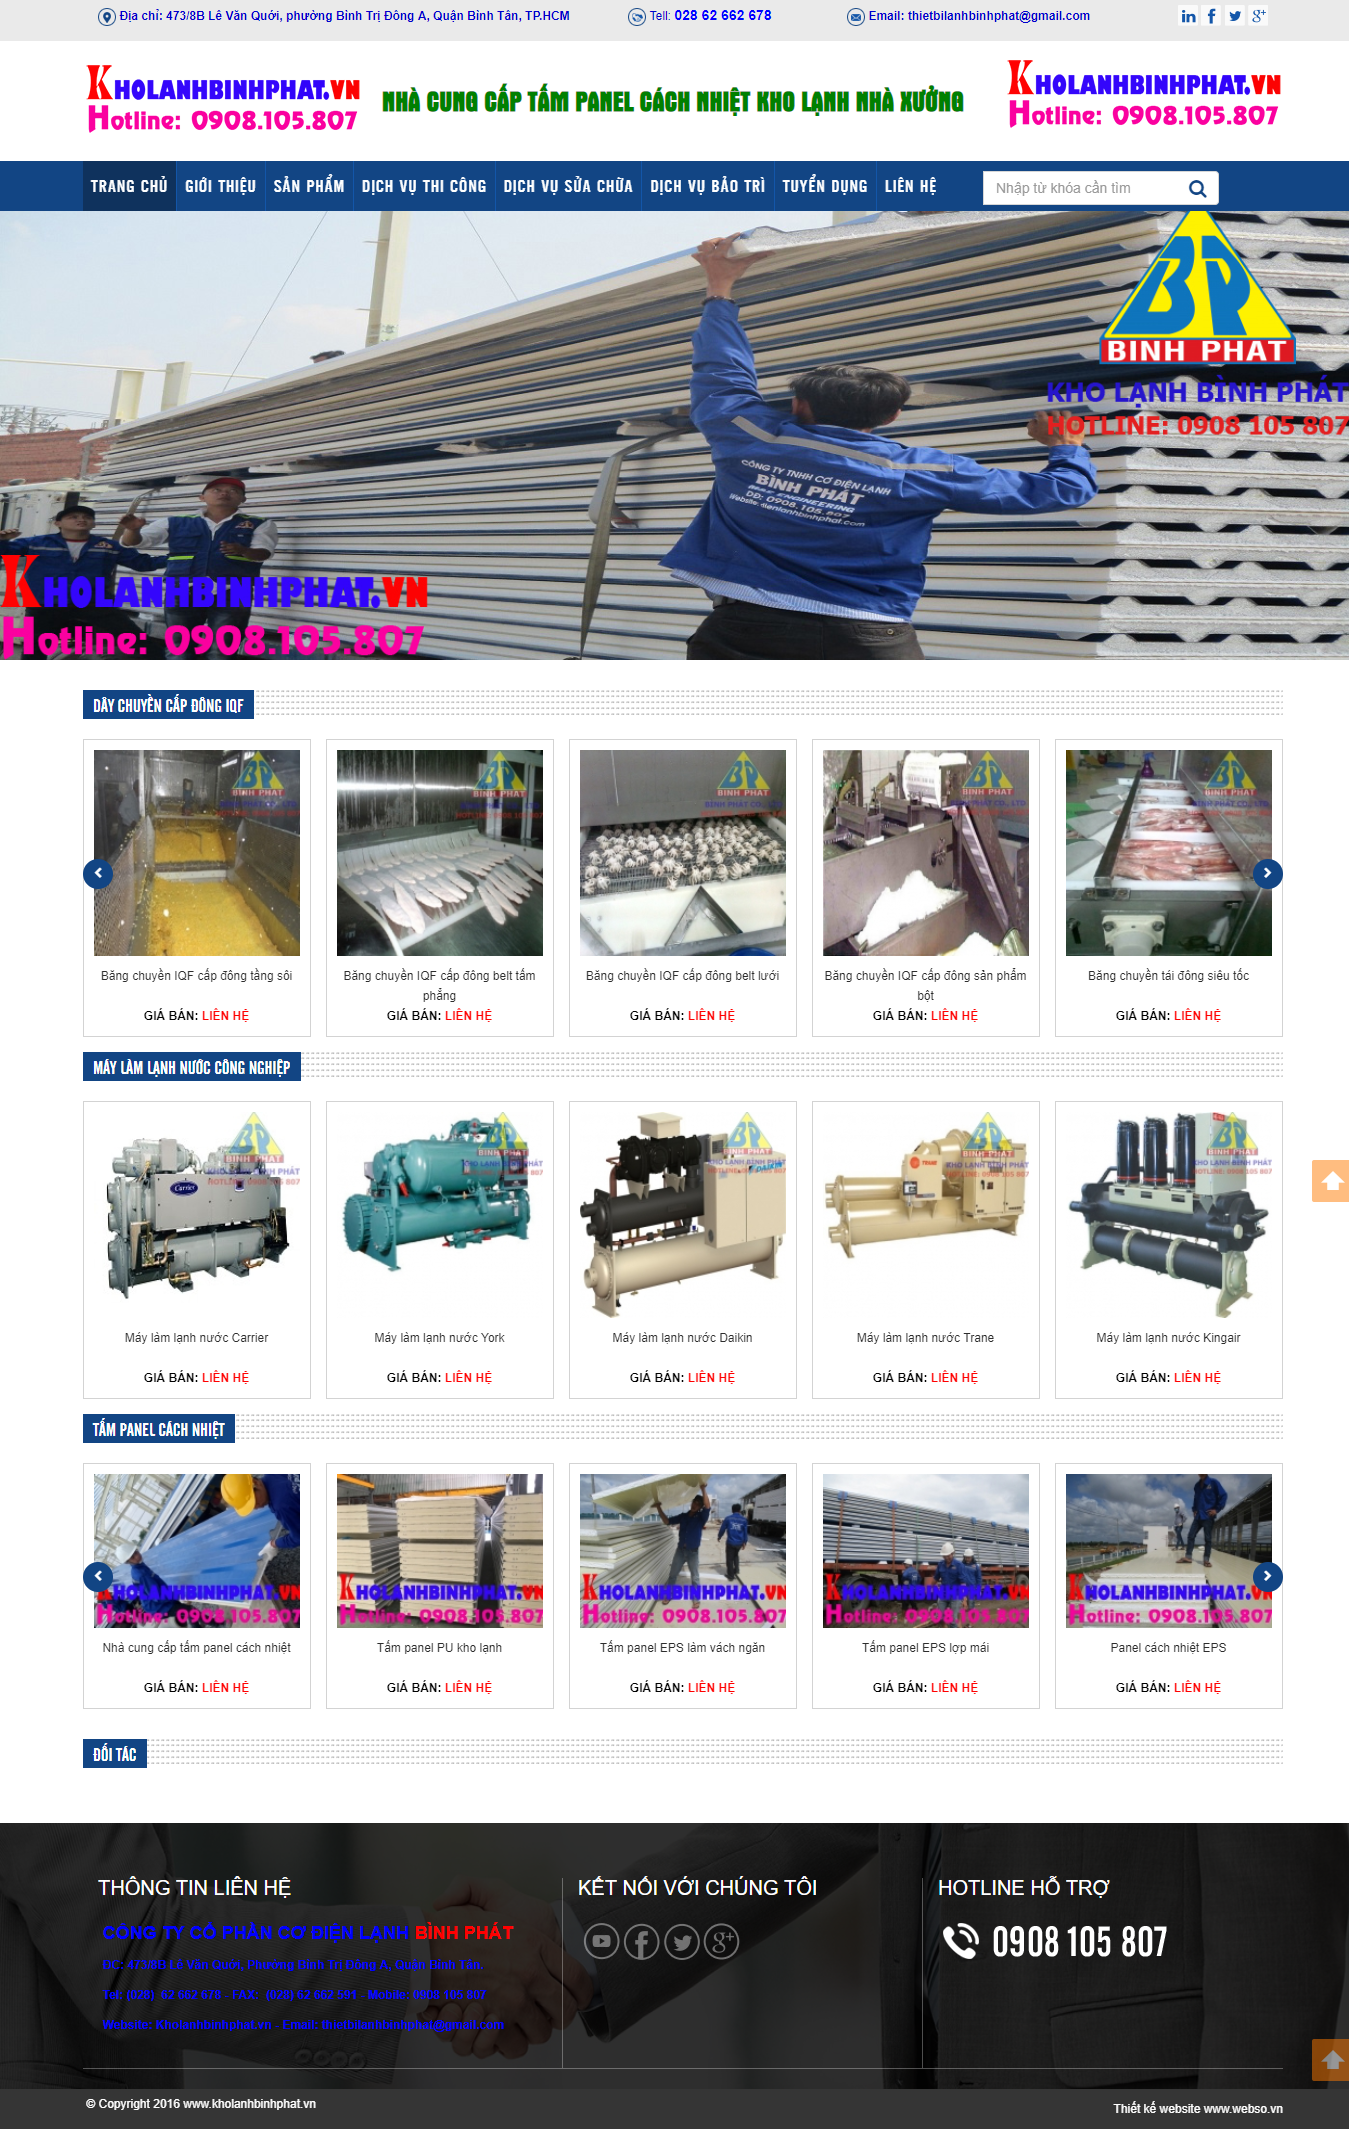 Địa chỉ: 473/8B Lê Văn Quới, phường Bình Trị Đông A, Quận Bình Tân, TP.HCM
Tell: 028 62 662 678
Email: thietbilanhbinhphat@gmail.com
KHOLANHBINHPHAT.VN
Hotline: 0908.105.807
NHÀ CUNG CẤP TẤM PANEL CÁCH NHIỆT KHO LẠNH NHÀ XƯỞNG
KHOLANHBINHPHAT.VN
Hotline: 0908.105.807
TRANG CHỦ
GIỚI THIỆU
SẢN PHẨM
DỊCH VỤ THI CÔNG
DỊCH VỤ SỬA CHỮA
DỊCH VỤ BẢO TRÌ
TUYỂN DỤNG
LIÊN HỆ
Nhập từ khóa cần tìm
BP
BINH PHAT
KHO LẠNH BÌNH PHÁT
HOTLINE: 0908 105 807
CÔNG TY TNHH CƠ ĐIỆN LẠNH
BÌNH PHÁT
DĐ: 0908.105.807
KHOLANHBINHPHAT.VN
Hotline: 0908.105.807
DÂY CHUYỀN CẤP ĐÔNG IQF
Băng chuyền IQF cấp đông tầng sôi
GIÁ BÁN: LIÊN HỆ
Băng chuyền IQF cấp đông belt tấm
phẳng
GIÁ BÁN: LIÊN HỆ
Băng chuyền IQF cấp đông belt lưới
GIÁ BÁN: LIÊN HỆ
Băng chuyền IQF cấp đông sản phẩm
bột
GIÁ BÁN: LIÊN HỆ
Băng chuyền tái đông siêu tốc
GIÁ BÁN: LIÊN HỆ
MÁY LÀM LẠNH NƯỚC CÔNG NGHIỆP
Máy làm lạnh nước Carrier
GIÁ BÁN: LIÊN HỆ
Máy làm lạnh nước York
GIÁ BÁN: LIÊN HỆ
Máy làm lạnh nước Daikin
GIÁ BÁN: LIÊN HỆ
Máy làm lạnh nước Trane
GIÁ BÁN: LIÊN HỆ
Máy làm lạnh nước Kingair
GIÁ BÁN: LIÊN HỆ
TẤM PANEL CÁCH NHIỆT
Nhà cung cấp tấm panel cách nhiệt
GIÁ BÁN: LIÊN HỆ
Tấm panel PU kho lạnh
GIÁ BÁN: LIÊN HỆ
Tấm panel EPS làm vách ngăn
GIÁ BÁN: LIÊN HỆ
Tấm panel EPS lợp mái
GIÁ BÁN: LIÊN HỆ
Panel cách nhiệt EPS
GIÁ BÁN: LIÊN HỆ
ĐỐI TÁC
THÔNG TIN LIÊN HỆ
CÔNG TY CỔ PHẦN CƠ ĐIỆN LẠNH BÌNH PHÁT
ĐC: 473/8B Lê Văn Quới, Phường Bình Trị Đông A, Quận Bình Tân.
Tel: (028) 62 662 678 - FAX: (028) 62 662 591 - Mobile: 0908 105 807
Website: Kholanhbinhphat.vn - Email: thietbilanhbinhphat@gmail.com
KẾT NỐI VỚI CHÚNG TÔI
HOTLINE HỖ TRỢ
0908 105 807
© Copyright 2016 www.kholanhbinhphat.vn
Thiết kế website www.webso.vn